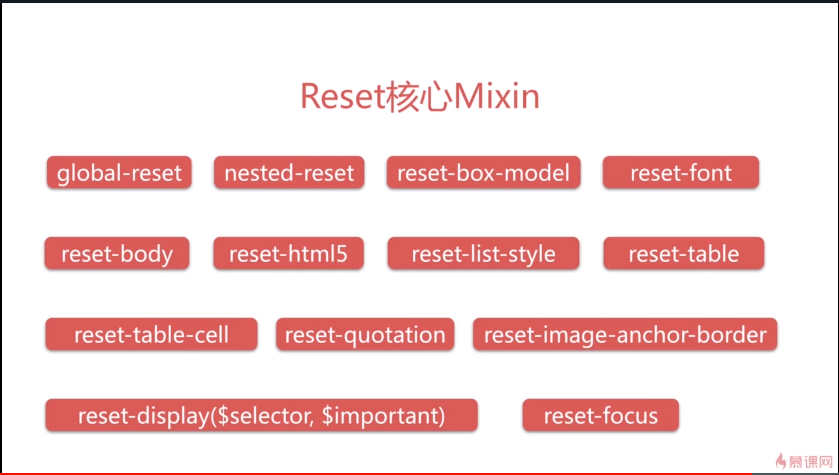 Reset核心Mixin
global-reset nested-reset reset-box-model reset-font
reset-body reset-html5 reset-list-style reset-table
reset-table-cell reset-quotation reset-image-anchor-border
reset-display($selector, $important) reset-focus
慕课网